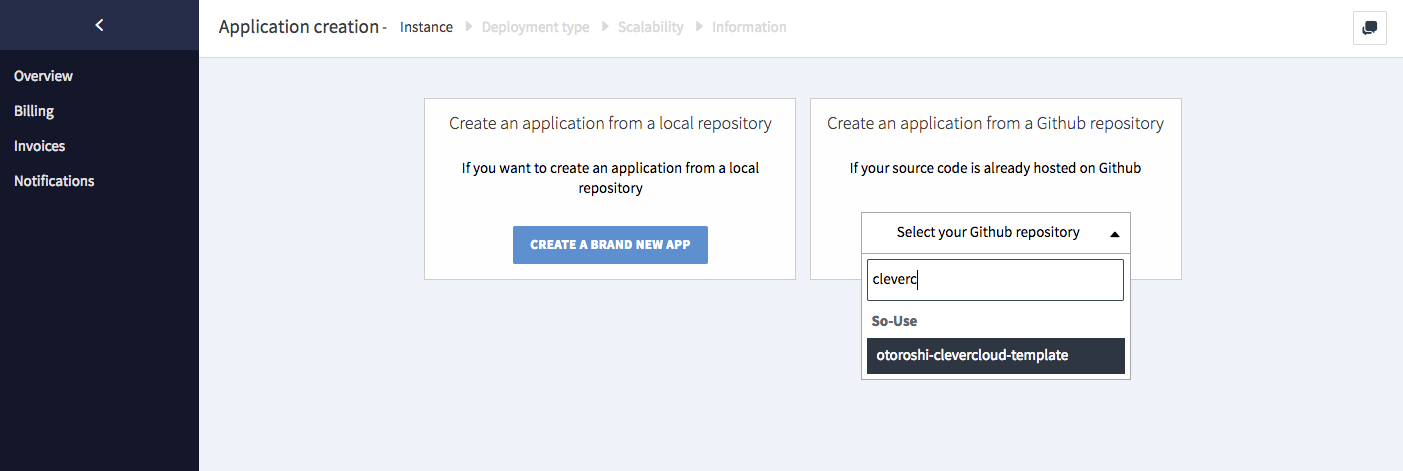 Application creation - Instance Deployment type Scalability Information
Overview
Billing
Invoices
Notifications
Create an application from a local repository
If you want to create an application from a local
repository
CREATE A BRAND NEW APP
Create an application from a Github repository
If your source code is already hosted on Github
Select your Github repository
cleverc
So-Use
otoroshi-clevercloud-template